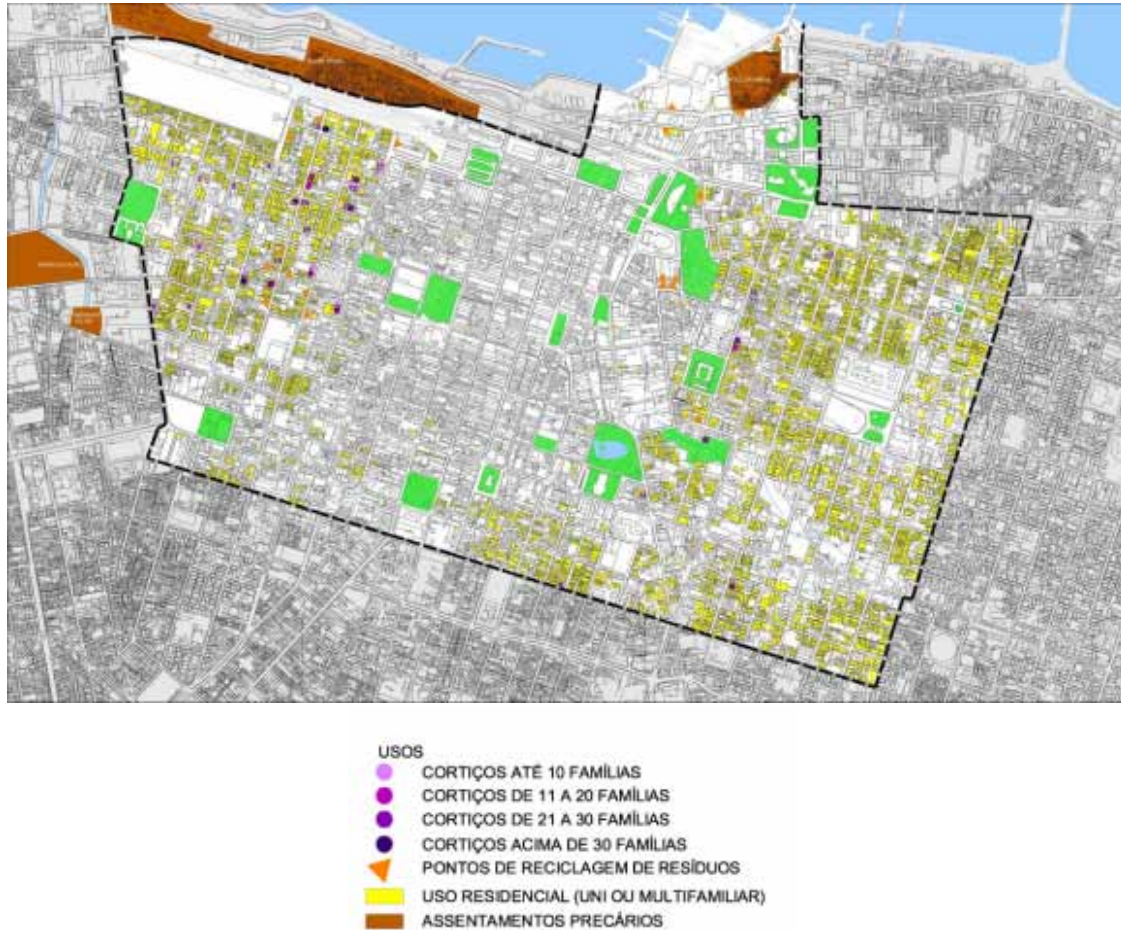 USOS
CORTIÇOS ATÉ 10 FAMÍLIAS
CORTIÇOS DE 11 A 20 FAMÍLIAS
CORTIÇOS DE 21 A 30 FAMÍLIAS
CORTIÇOS ACIMA DE 30 FAMÍLIAS
PONTOS DE RECICLAGEM DE RESÍDUOS
USO RESIDENCIAL (UNI OU MULTIFAMILIAR)
ASSENTAMENTOS PRECÁRIOS